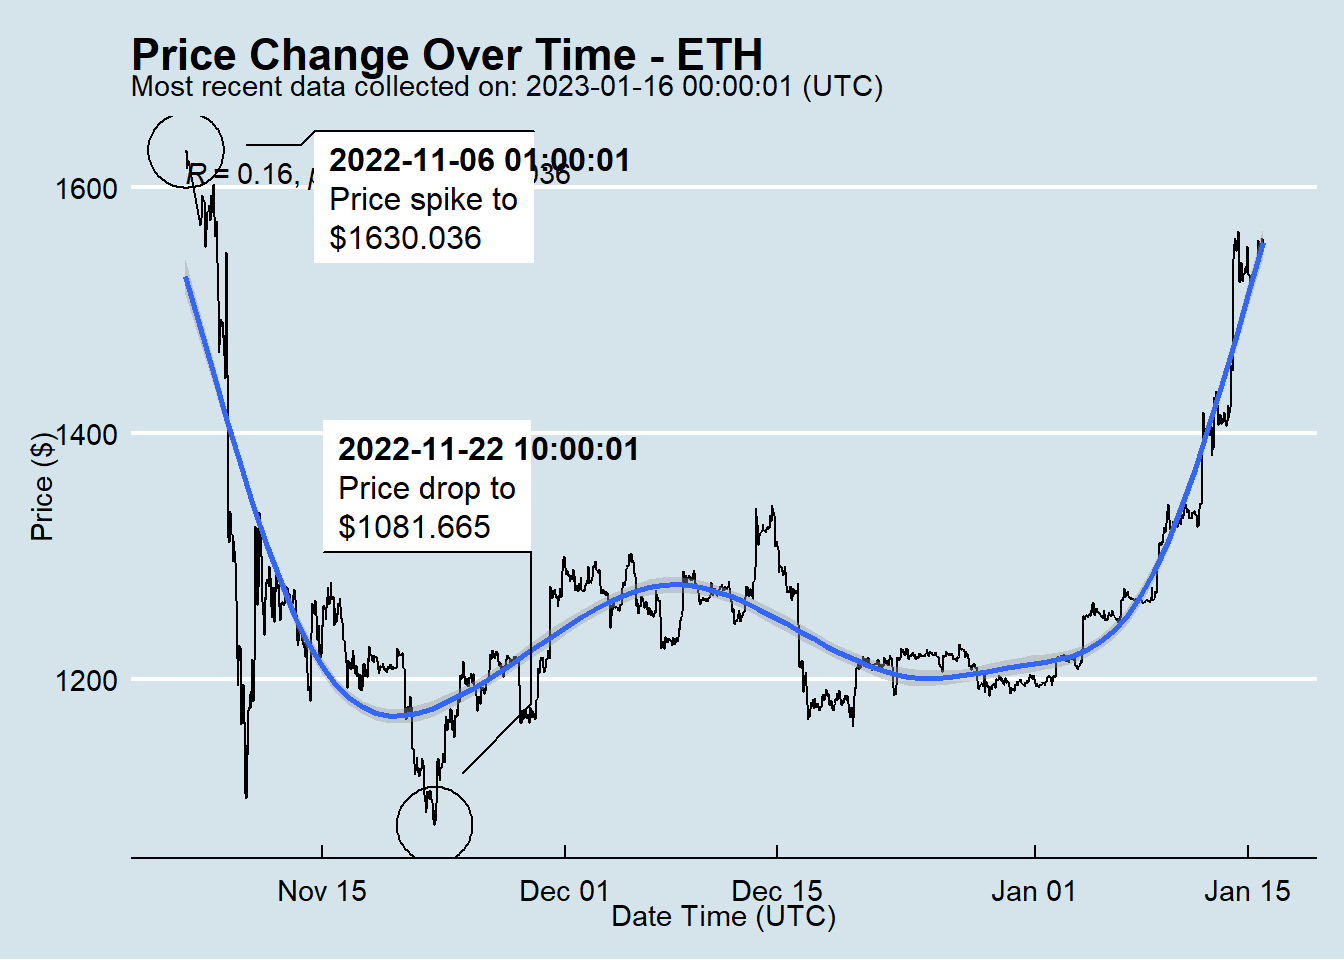 Price Change Over Time - ETH
Most recent data collected on: 2023-01-16 00:00:01 (UTC)
2022-11-06 01:00:01
R = 0.16,
Price spike to
$1630.036
1600
2022-11-22 10:00:01
Price drop to
$1081.665
1400
1200
Price ($)
Nov 15 Dec 01 Dec 15 Jan 01 Jan 15
Date Time (UTC)